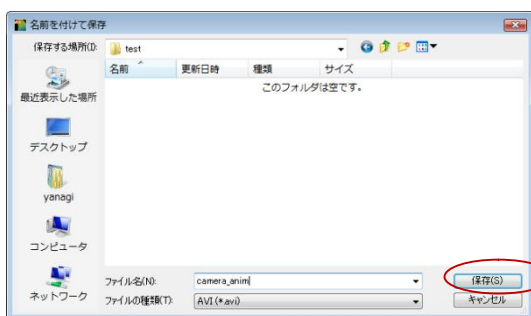 名前を付けて保存
保存する場所(I):
test
名前
更新日時
種類
サイズ
このフォルダは空です。
最近表示した場所
デスクトップ
yanagi
コンピュータ
ネットワーク
ファイル名(N):
camera_anim
保存(S)
ファイルの種類(T):
AVI (*.avi)
キャンセル